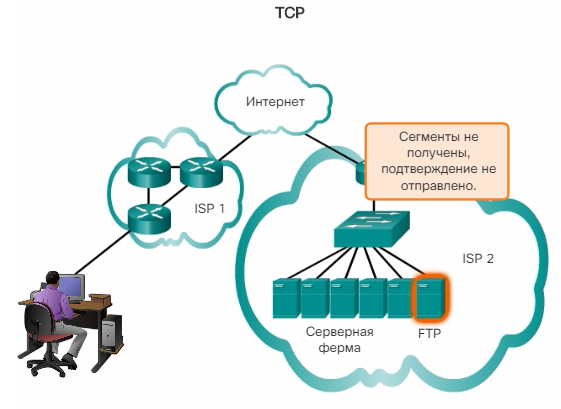 TCP
Интернет
Сегменты не
получены,
подтверждение не
отправлено.
ISP 1
ISP 2
Серверная
ферма
FTP